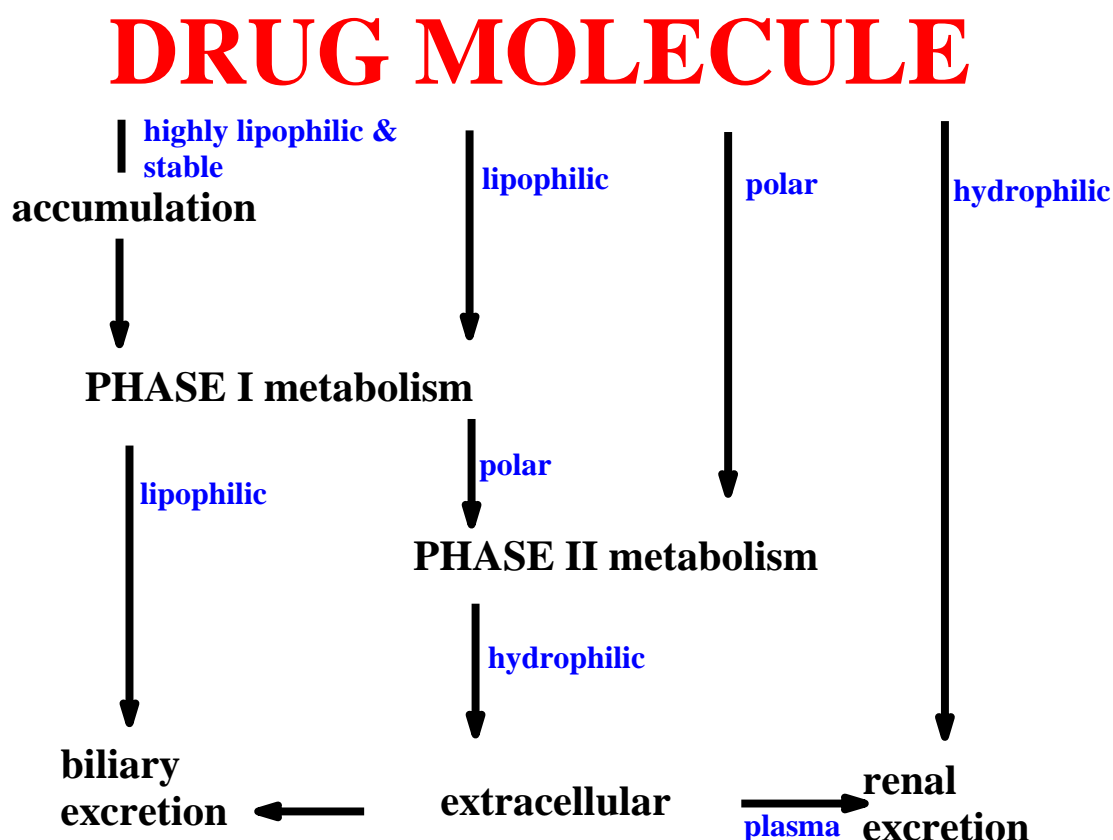 DRUG MOLECULE
highly lipophilic &
stable
lipophilic
polar
hydrophilic
accumulation
PHASE I metabolism
lipophilic
polar
PHASE II metabolism
hydrophilic
biliary
excretion
extracellular
plasma
renal
excretion